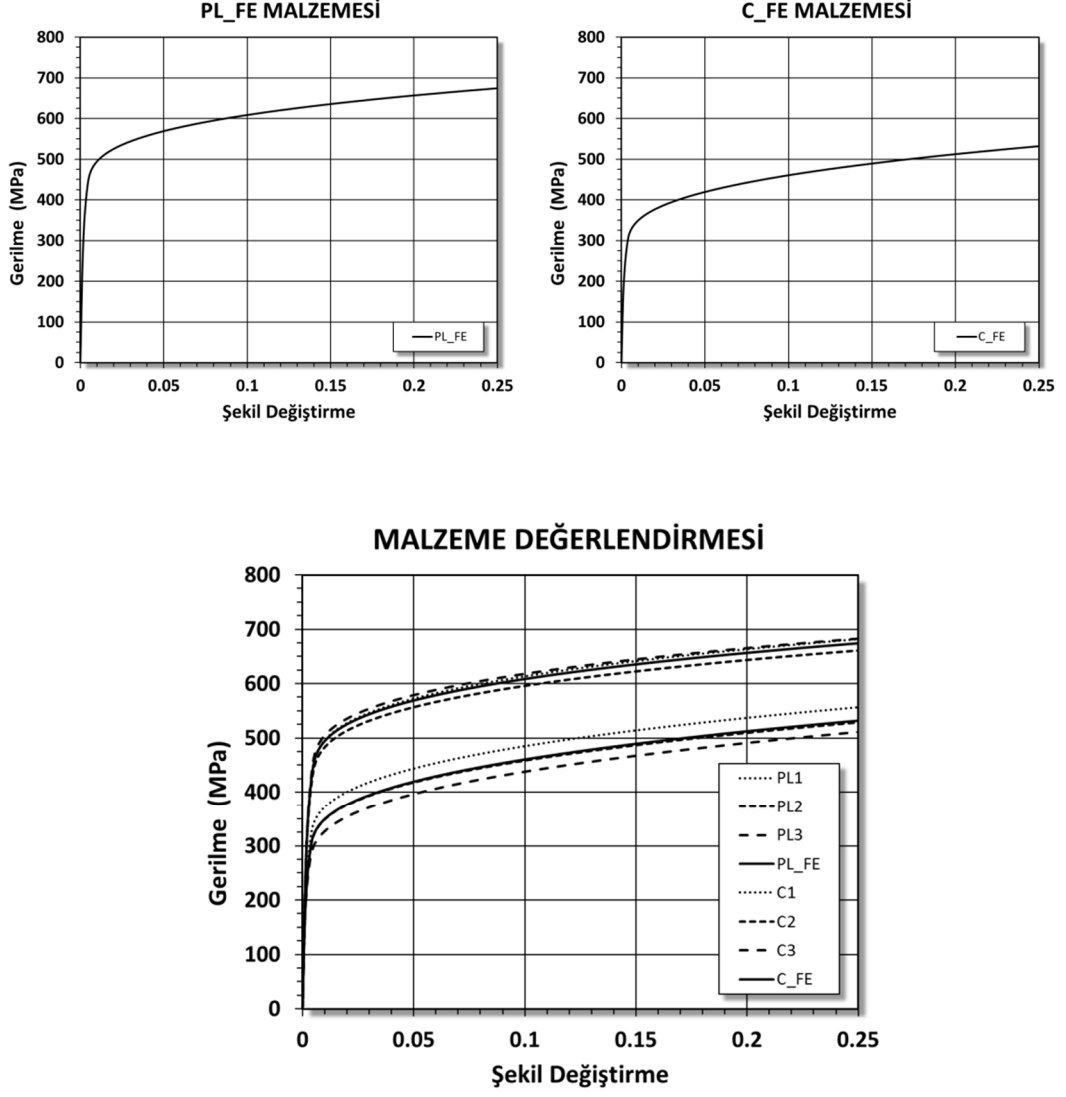 PL_FE MALZEMESİ
800
700
600
500
400
300
200
100
0
Gerilme (MPa)
0 0.05 0.1 0.15 0.2 0.25
Şekil Değiştirme
PL_FE
C_FE MALZEMESİ
800
700
600
500
400
300
200
100
0
Gerilme (MPa)
0 0.05 0.1 0.15 0.2 0.25
Şekil Değiştirme
C_FE
MALZEME DEĞERLENDİRMESİ
800
700
600
500
400
300
200
100
0
Gerilme (MPa)
0 0.05 0.1 0.15 0.2 0.25
Şekil Değiştirme
PL1
PL2
PL3
PL_FE
C1
C2
C3
C_FE